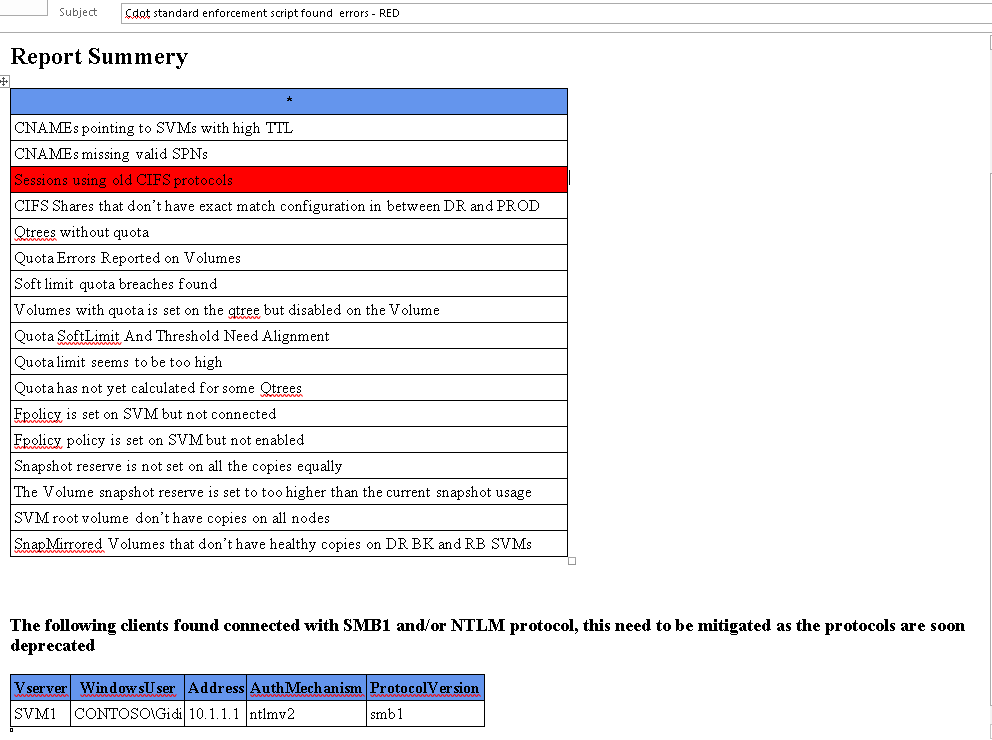 Subject Cdot standard enforcement script found errors - RED
Report Summery
*
CNAMEs pointing to SVMs with high TTL
CNAMEs missing valid SPNs
Sessions using old CIFS protocols
CIFS Shares that don’t have exact match configuration in between DR and PROD
Qtrees without quota
Quota Errors Reported on Volumes
Soft limit quota breaches found
Volumes with quota is set on the qtree but disabled on the Volume
Quota SoftLimit And Threshold Need Alignment
Quota limit seems to be too high
Quota has not yet calculated for some Qtrees
Fpolicy is set on SVM but not connected
Fpolicy policy is set on SVM but not enabled
Snapshot reserve is not set on all the copies equally
The Volume snapshot reserve is set to too higher than the current snapshot usage
SVM root volume don’t have copies on all nodes
SnapMirrored Volumes that don’t have healthy copies on DR BK and RB SVMs
The following clients found connected with SMB1 and/or NTLM protocol, this need to be mitigated as the protocols are soon
deprecated
Vserver WindowsUser Address AuthMechanism ProtocolVersion
SVM1 CONTOSO\Gidi 10.1.1.1 ntlmv2 smb1